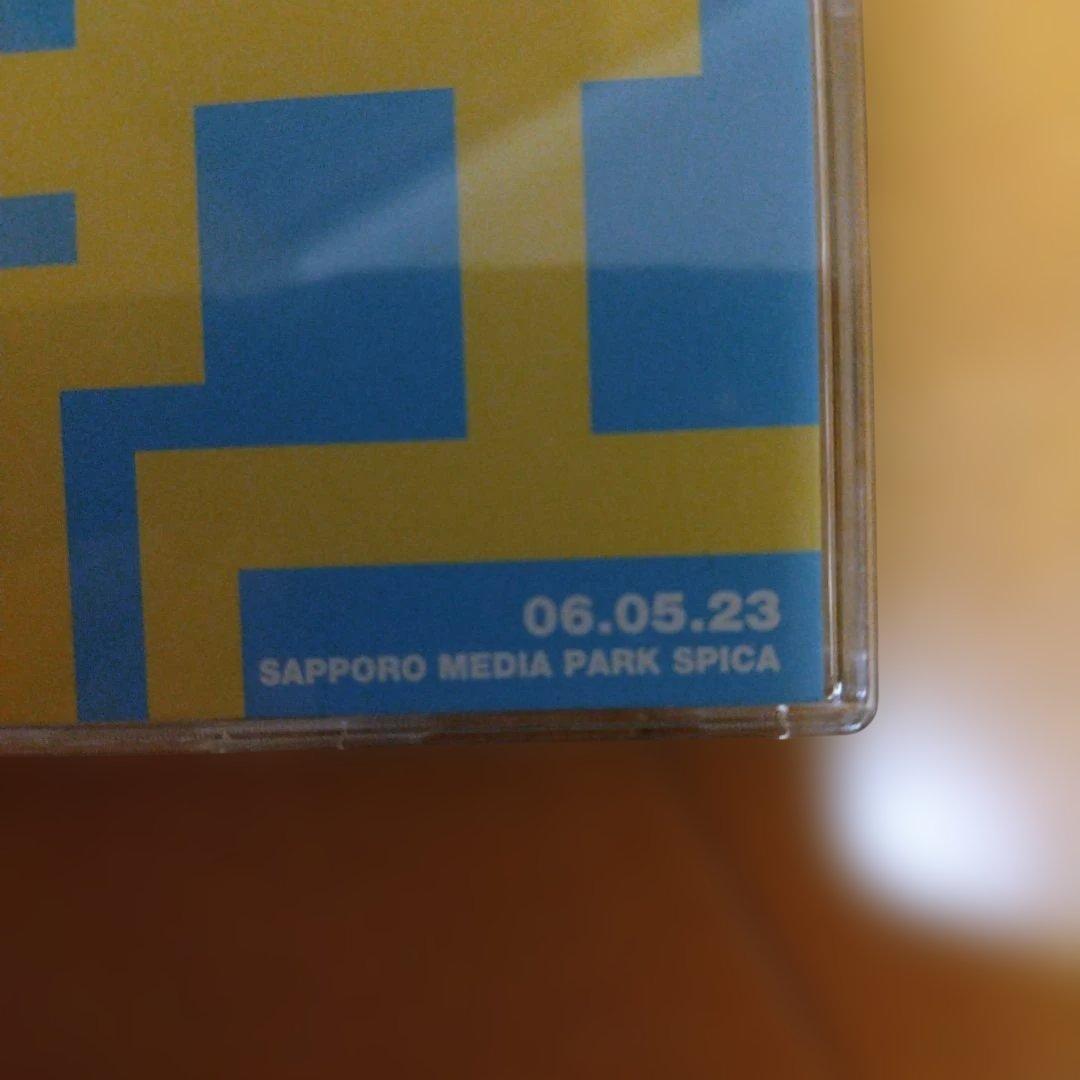 06.05.23
SAPPORO MEDIA PARK SPICA